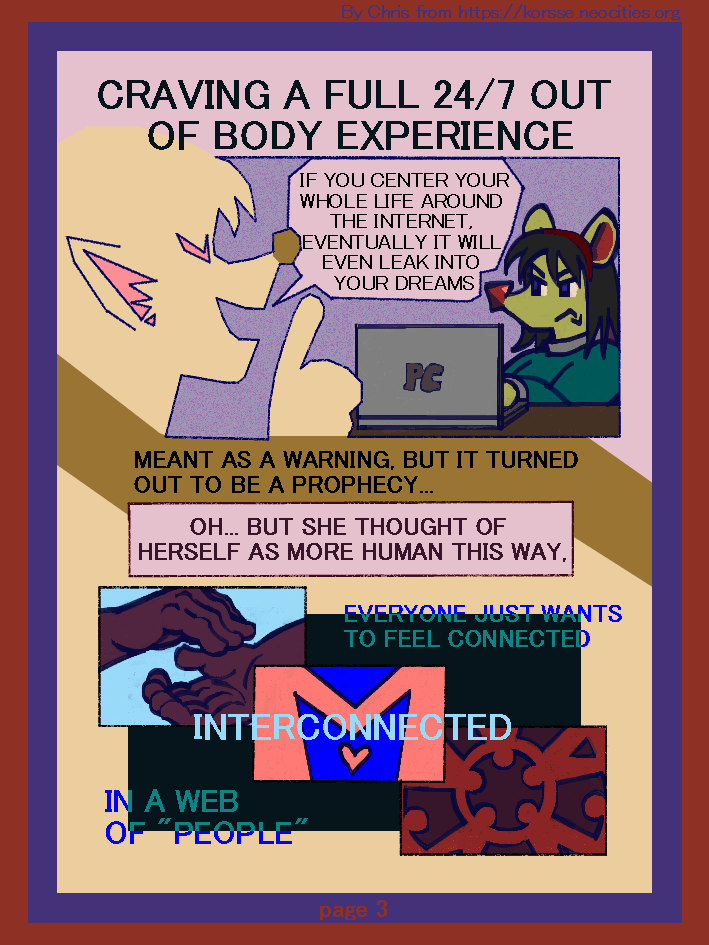 By Chris from https://korsse.neocities.org
CRAVING A FULL 24/7 OUT
OF BODY EXPERIENCE
IF YOU CENTER YOUR
WHOLE LIFE AROUND
THE INTERNET,
EVENTUALLY IT WILL
EVEN LEAK INTO
YOUR DREAMS
PC
MEANT AS A WARNING, BUT IT TURNED
OUT TO BE A PROPHECY...
OH... BUT SHE THOUGHT OF
HERSELF AS MORE HUMAN THIS WAY,
EVERYONE JUST WANTS
TO FEEL CONNECTED
INTERCONNECTED
IN A WEB
OF "PEOPLE"
page 3